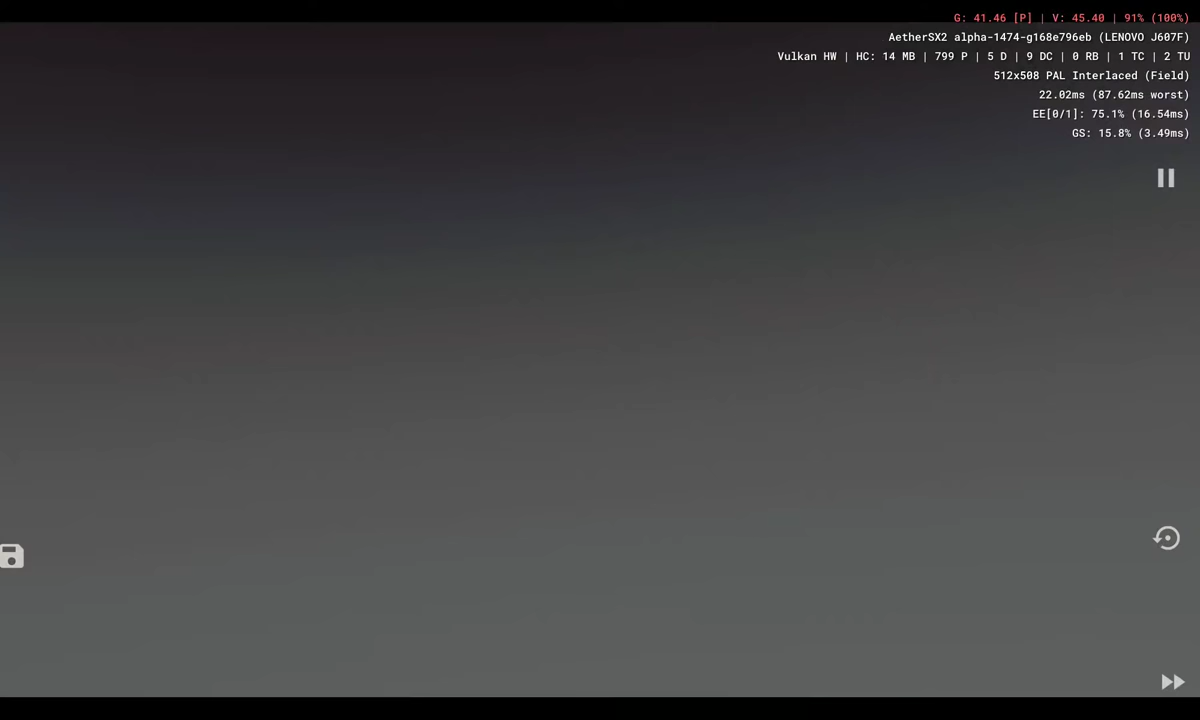 G: 41.46 [P] | V: 45.40 | 91% (100%)
AetherSX2 alpha-1474-g168e796eb (LENOVO J607F)
Vulkan HW | HC: 14 MB | 799 P | 5 D | 9 DC | 0 RB | 1 TC | 2 TU
512x508 PAL Interlaced (Field)
22.02ms (87.62ms worst)
EE[0/1]: 75.1% (16.54ms)
GS: 15.8% (3.49ms)